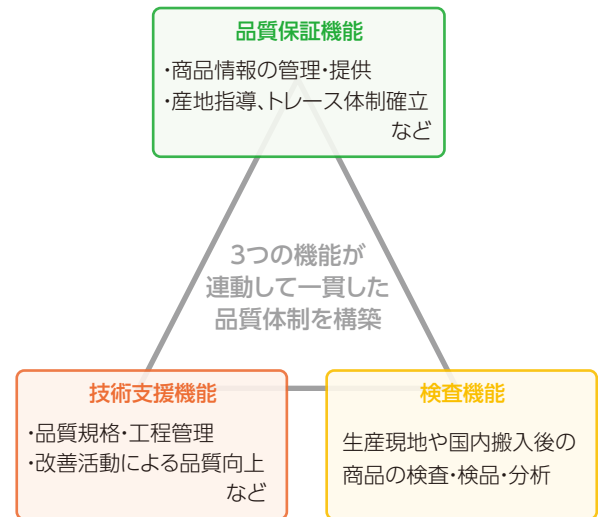 品質保証機能
・商品情報の管理・提供
・産地指導、トレース体制確立
など
3つの機能が
連動して一貫した
品質体制を構築
技術支援機能
・品質規格・工程管理
・改善活動による品質向上
など
検査機能
生産現地や国内搬入後の
商品の検査・検品・分析